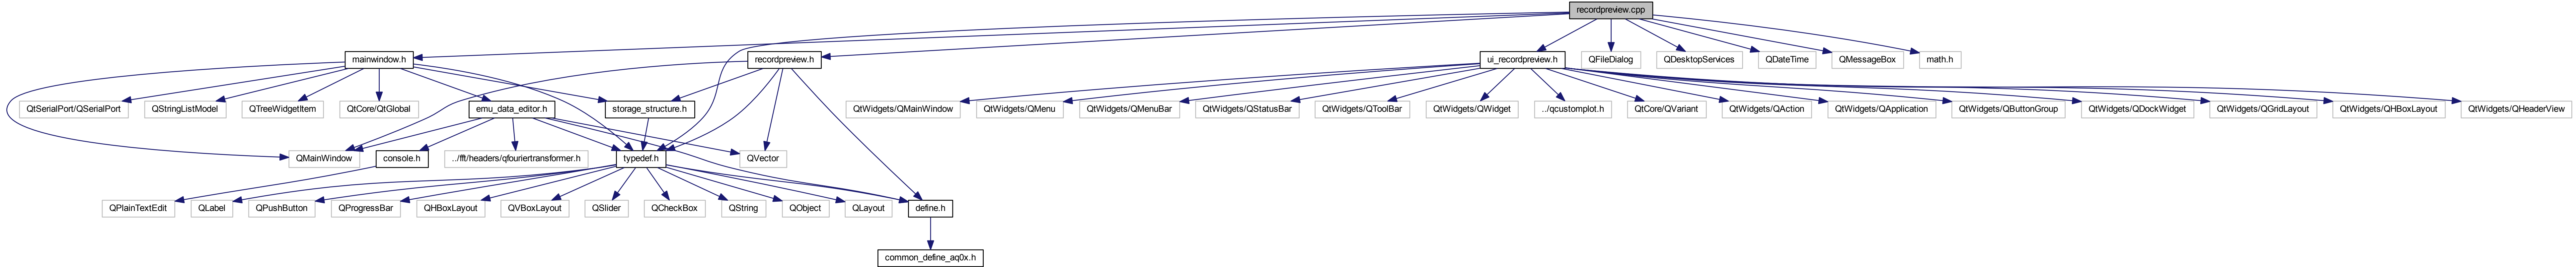 recordpreview.cpp
mainwindow.h
recordpreview.h
ui_recordpreview.h
QFileDialog
QDesktopServices
QDateTime
QMessageBox
math.h
QtSerialPort/QSerialPort
QStringListModel
QTreeWidgetItem
QtCore/QtGlobal
emu_data_editor.h
storage_structure.h
QtWidgets/QMainWindow
QtWidgets/QMenu
QtWidgets/QMenuBar
QtWidgets/QStatusBar
QtWidgets/QToolBar
QtWidgets/QWidget
../qcustomplot.h
QtCore/QVariant
QtWidgets/QAction
QtWidgets/QApplication
QtWidgets/QButtonGroup
QtWidgets/QDockWidget
QtWidgets/QGridLayout
QtWidgets/QHBoxLayout
QtWidgets/QHeaderView
QMainWindow
console.h
../fft/headers/qfouriertransformer.h
typedef.h
QVector
QPlainTextEdit
QLabel
QPushButton
QProgressBar
QHBoxLayout
QVBoxLayout
QSlider
QCheckBox
QString
QObject
QLayout
define.h
common_define_aq0x.h